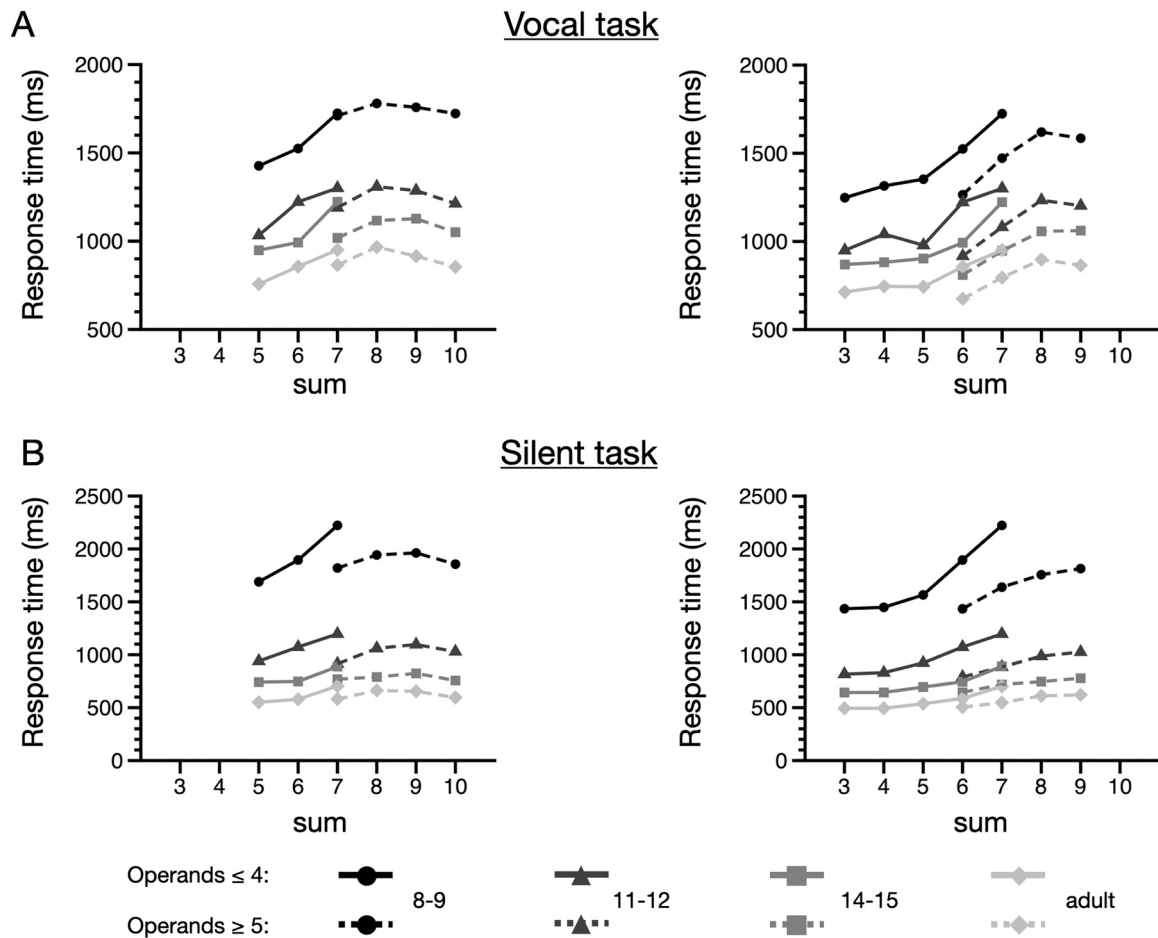 A
Vocal task
Response time (ms)
2000
1500
1000
500
3 4 5 6 7 8 9 10
sum
Response time (ms)
2000
1500
1000
500
3 4 5 6 7 8 9 10
sum
B
Silent task
Response time (ms)
2500
2000
1500
1000
500
0
3 4 5 6 7 8 9 10
sum
Response time (ms)
2500
2000
1500
1000
500
0
3 4 5 6 7 8 9 10
sum
Operands ≤ 4:
8-9 11-12 14-15 adult
Operands ≥ 5: